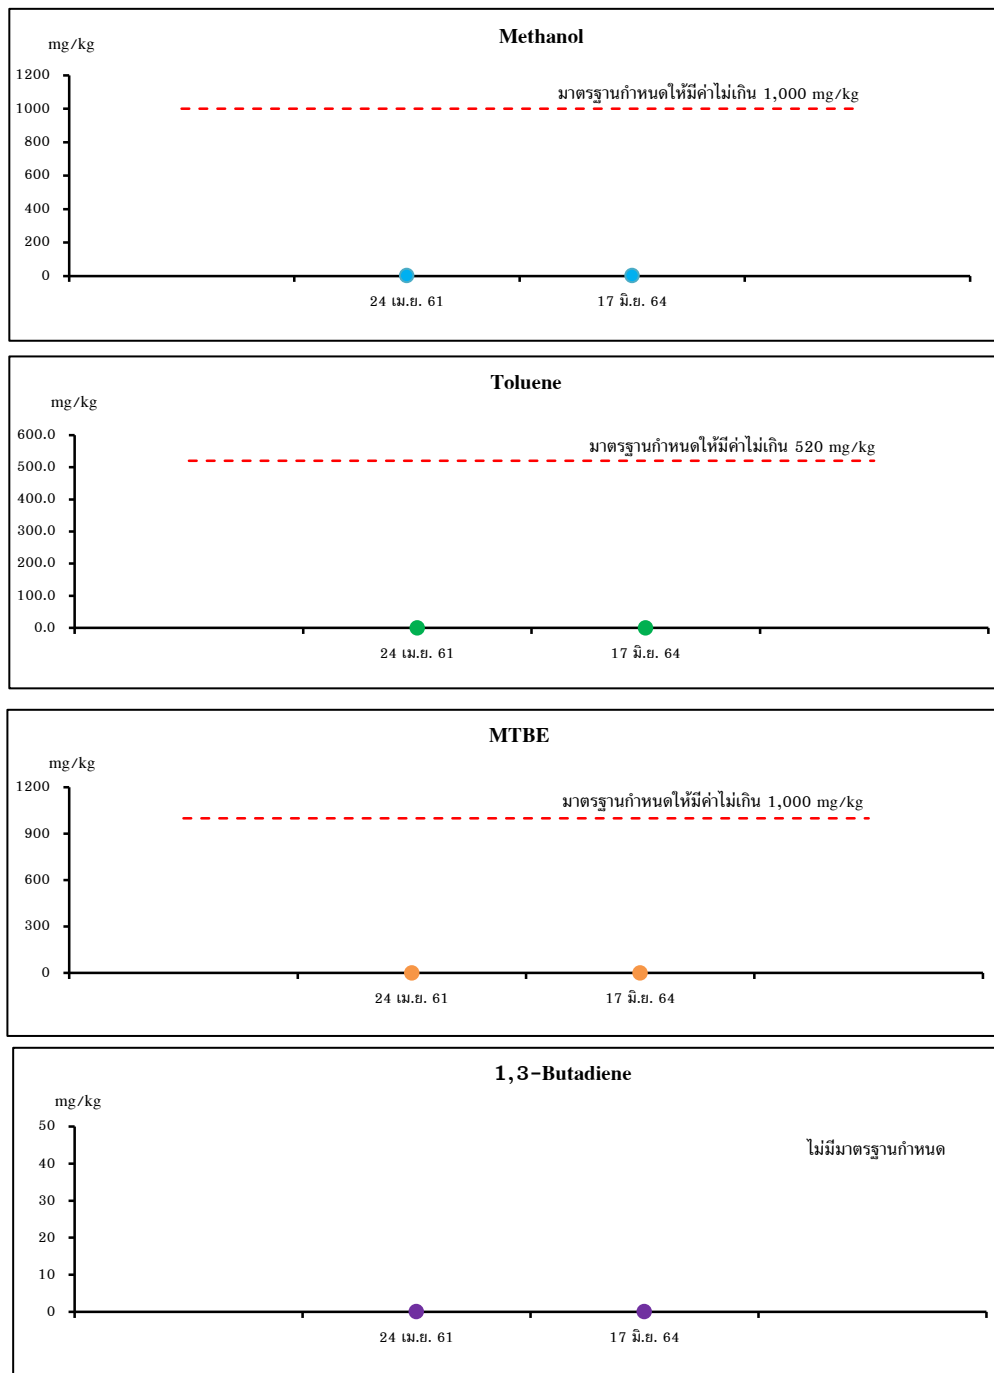 Methanol
mg/kg
1200
มาตรฐานกำหนดให้มีค่าไม่เกิน 1,000 mg/kg
1000
800
600
400
200
0
24 เม.ย. 61 17 มิ.ย. 64
Toluene
mg/kg
600.0
มาตรฐานกำหนดให้มีค่าไม่เกิน 520 mg/kg
500.0
400.0
300.0
200.0
100.0
0.0
24 เม.ย. 61 17 มิ.ย. 64
MTBE
mg/kg
1200
มาตรฐานกำหนดให้มีค่าไม่เกิน 1,000 mg/kg
900
600
300
0
24 เม.ย. 61 17 มิ.ย. 64
1,3-Butadiene
mg/kg
50
ไม่มีมาตรฐานกำหนด
40
30
20
10
0
24 เม.ย. 61 17 มิ.ย. 64